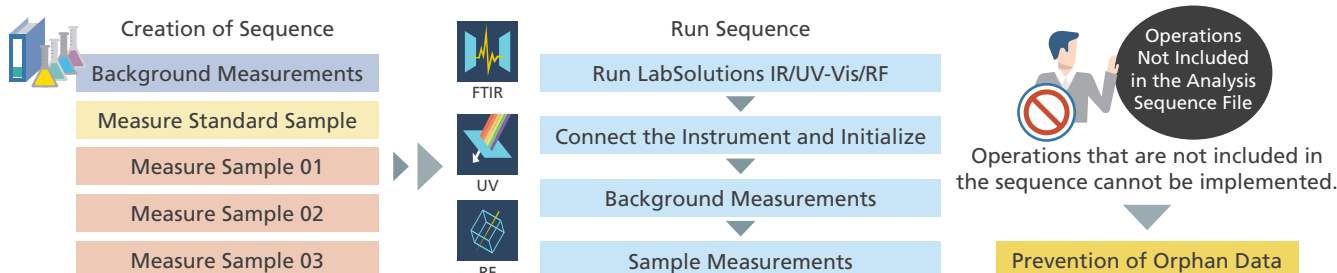 Creation of Sequence
Background Measurements
Measure Standard Sample
Measure Sample 01
Measure Sample 02
Measure Sample 03
FTIR
UV
RF
Run Sequence
Run LabSolutions IR/UV-Vis/RF
Connect the Instrument and Initialize
Background Measurements
Sample Measurements
Operations
Not Included
in the Analysis
Sequence File
Operations that are not included in
the sequence cannot be implemented.
Prevention of Orphan Data